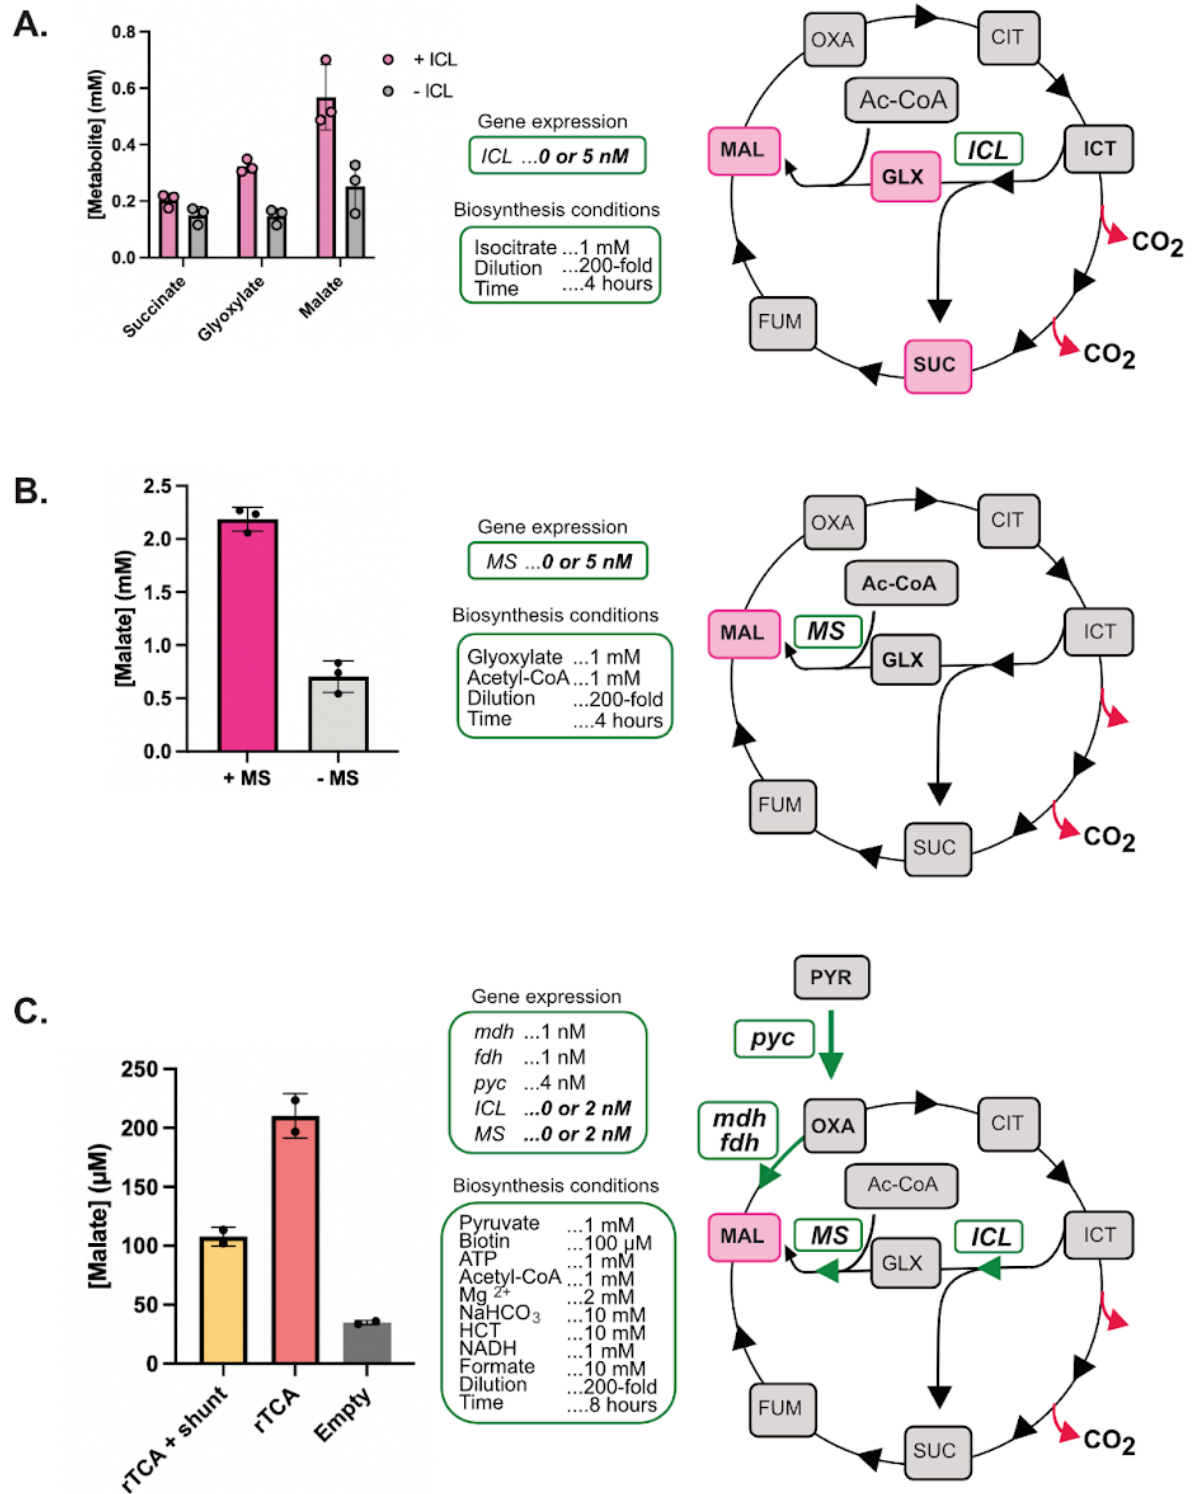 A.
[Metabolite] (mM)
0.8
0.6
0.4
0.2
0.0
Succinate
Glyoxylate
Malate
+ ICL
- ICL
Gene expression
ICL ...0 or 5 nM
Biosynthesis conditions
Isocitrate ...1 mM
Dilution ...200-fold
Time ....4 hours
OXA
CIT
Ac-CoA
MAL
GLX
ICL
ICT
CO2
FUM
SUC
CO2
B.
[Malate] (mM)
2.5
2.0
1.5
1.0
0.5
0.0
+ MS
- MS
Gene expression
MS ...0 or 5 nM
Biosynthesis conditions
Glyoxylate ...1 mM
Acetyl-CoA ...1 mM
Dilution ...200-fold
Time ....4 hours
OXA
CIT
Ac-CoA
MAL
MS
GLX
ICT
FUM
SUC
CO2
C.
[Malate] (µM)
250
200
150
100
50
0
rTCA + shunt
rTCA
Empty
Gene expression
mdh ...1 nM
fdh ...1 nM
pyc ...4 nM
ICL ...0 or 2 nM
MS ...0 or 2 nM
Biosynthesis conditions
Pyruvate ...1 mM
Biotin ...100 µM
ATP ...1 mM
Acetyl-CoA ...1 mM
Mg 2+ ...2 mM
NaHCO3 ...10 mM
HCT ...10 mM
NADH ...1 mM
Formate ...10 mM
Dilution ...200-fold
Time ....8 hours
PYR
pyc
mdh
fdh
OXA
CIT
Ac-CoA
MAL
MS
ICL
GLX
ICT
FUM
SUC
CO2